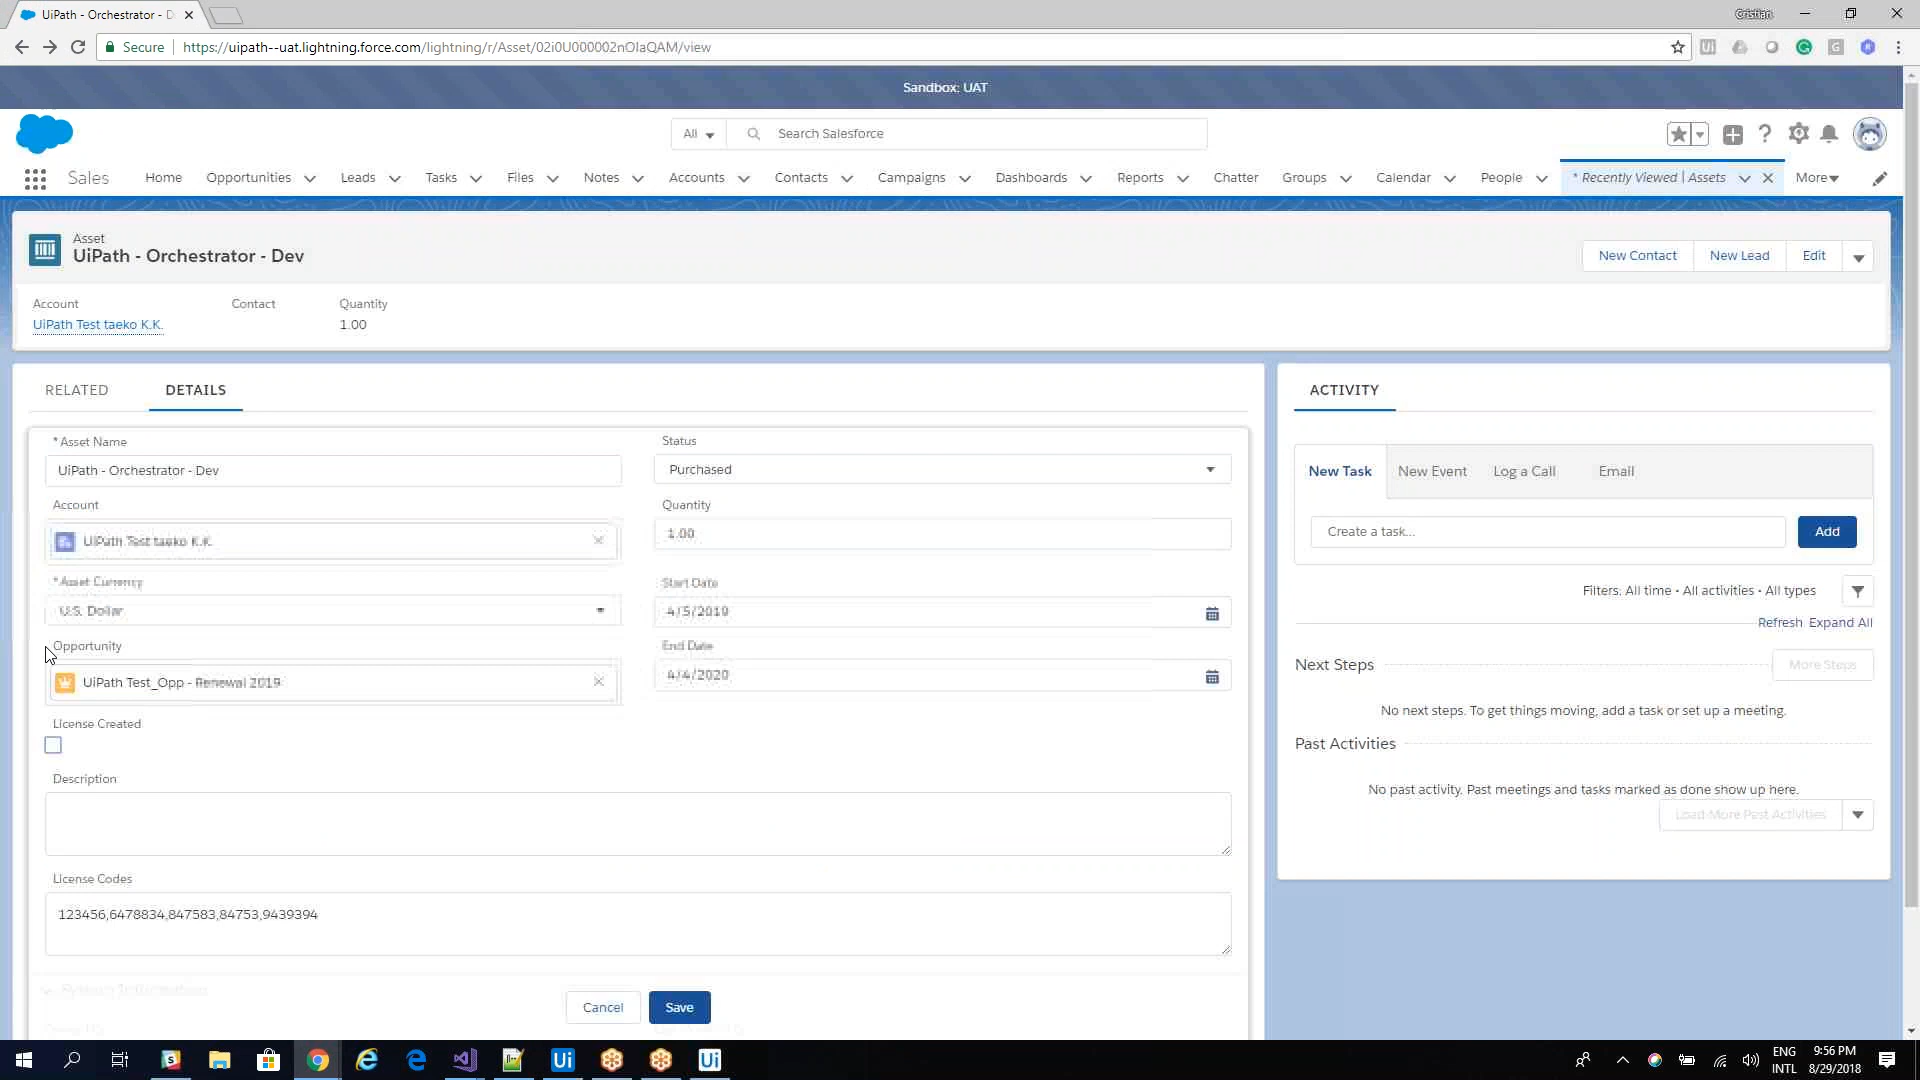 UiPath - Orchestrator - D
Cristian
Secure
https://uipath--uat.lightning.force.com/lightning/r/Asset/02i0U000002nOlaQAM/view
Sandbox: UAT
All
Search Salesforce
Sales
Home
Opportunities
Leads
Tasks
Files
Notes
Accounts
Contacts
Campaigns
Dashboards
Reports
Chatter
Groups
Calendar
People
* Recently Viewed | Assets
More
Asset
UiPath - Orchestrator - Dev
New Contact
New Lead
Edit
Account
Contact
Quantity
UiPath Test taeko K.K.
1.00
RELATED
DETAILS
* Asset Name
UiPath - Orchestrator - Dev
Status
Purchased
Account
UiPath Test taeko K.K.
Quantity
1.00
* Asset Currency
U.S. Dollar
Start Date
4/5/2019
Opportunity
UiPath Test_Opp - Renewal 2019
End Date
4/4/2020
License Created
Description
License Codes
123456,6478834,847583,84753,9439394
System Information
Cancel
Save
ACTIVITY
New Task
New Event
Log a Call
Email
Create a task...
Add
Filters: All time • All activities • All types
Refresh
Expand All
Next Steps
More Steps
No next steps. To get things moving, add a task or set up a meeting.
Past Activities
No past activity. Past meetings and tasks marked as done show up here.
Load More Past Activities
ENG
INTL
9:56 PM
8/29/2018